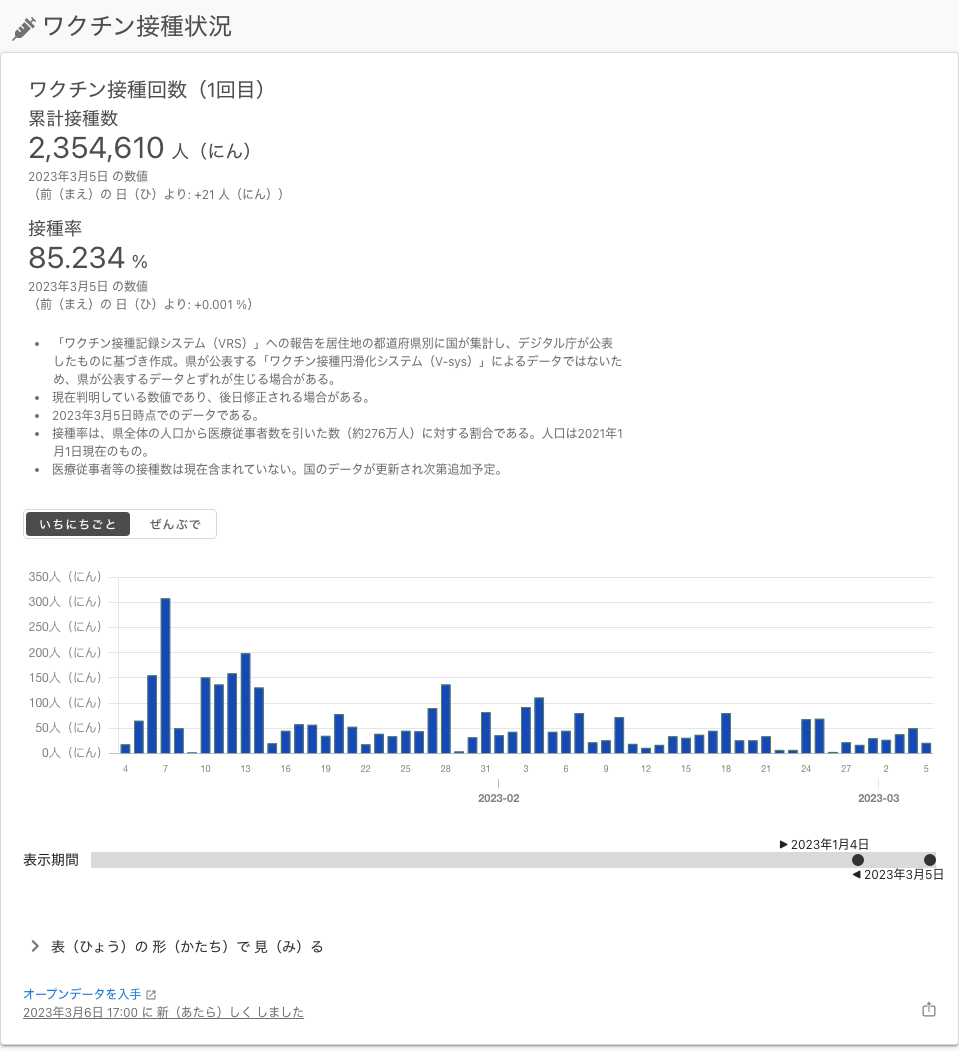 ワクチン接種状況
ワクチン接種回数（1回目）
累計接種数
2,354,610 人（にん）
2023年3月5日 の数値
（前（まえ）の 日（ひ）より: +21 人（にん））
接種率
85.234 %
2023年3月5日 の数値
（前（まえ）の 日（ひ）より: +0.001 %）
「ワクチン接種記録システム（VRS）」への報告を居住地の都道府県別に国が集計し、デジタル庁が公表
したものに基づき作成。県が公表する「ワクチン接種円滑化システム（V-sys）」によるデータではないた
め、県が公表するデータとずれが生じる場合がある。
現在判明している数値であり、後日修正される場合がある。
2023年3月5日時点でのデータである。
接種率は、県全体の人口から医療従事者数を引いた数（約276万人）に対する割合である。人口は2021年1
月1日現在のもの。
医療従事者等の接種数は現在含まれていない。国のデータが更新され次第追加予定。
いちにちごと ぜんぶで
350人（にん）
300人（にん）
250人（にん）
200人（にん）
150人（にん）
100人（にん）
50人（にん）
0人（にん）
4 7 10 13 16 19 22 25 28 31 3 6 9 12 15 18 21 24 27 2 5
2023-02 2023-03
2023年1月4日
表示期間
2023年3月5日
表（ひょう）の 形（かたち）で 見（み）る
オープンデータを入手
2023年3月6日 17:00 に 新（あたら）しく しました